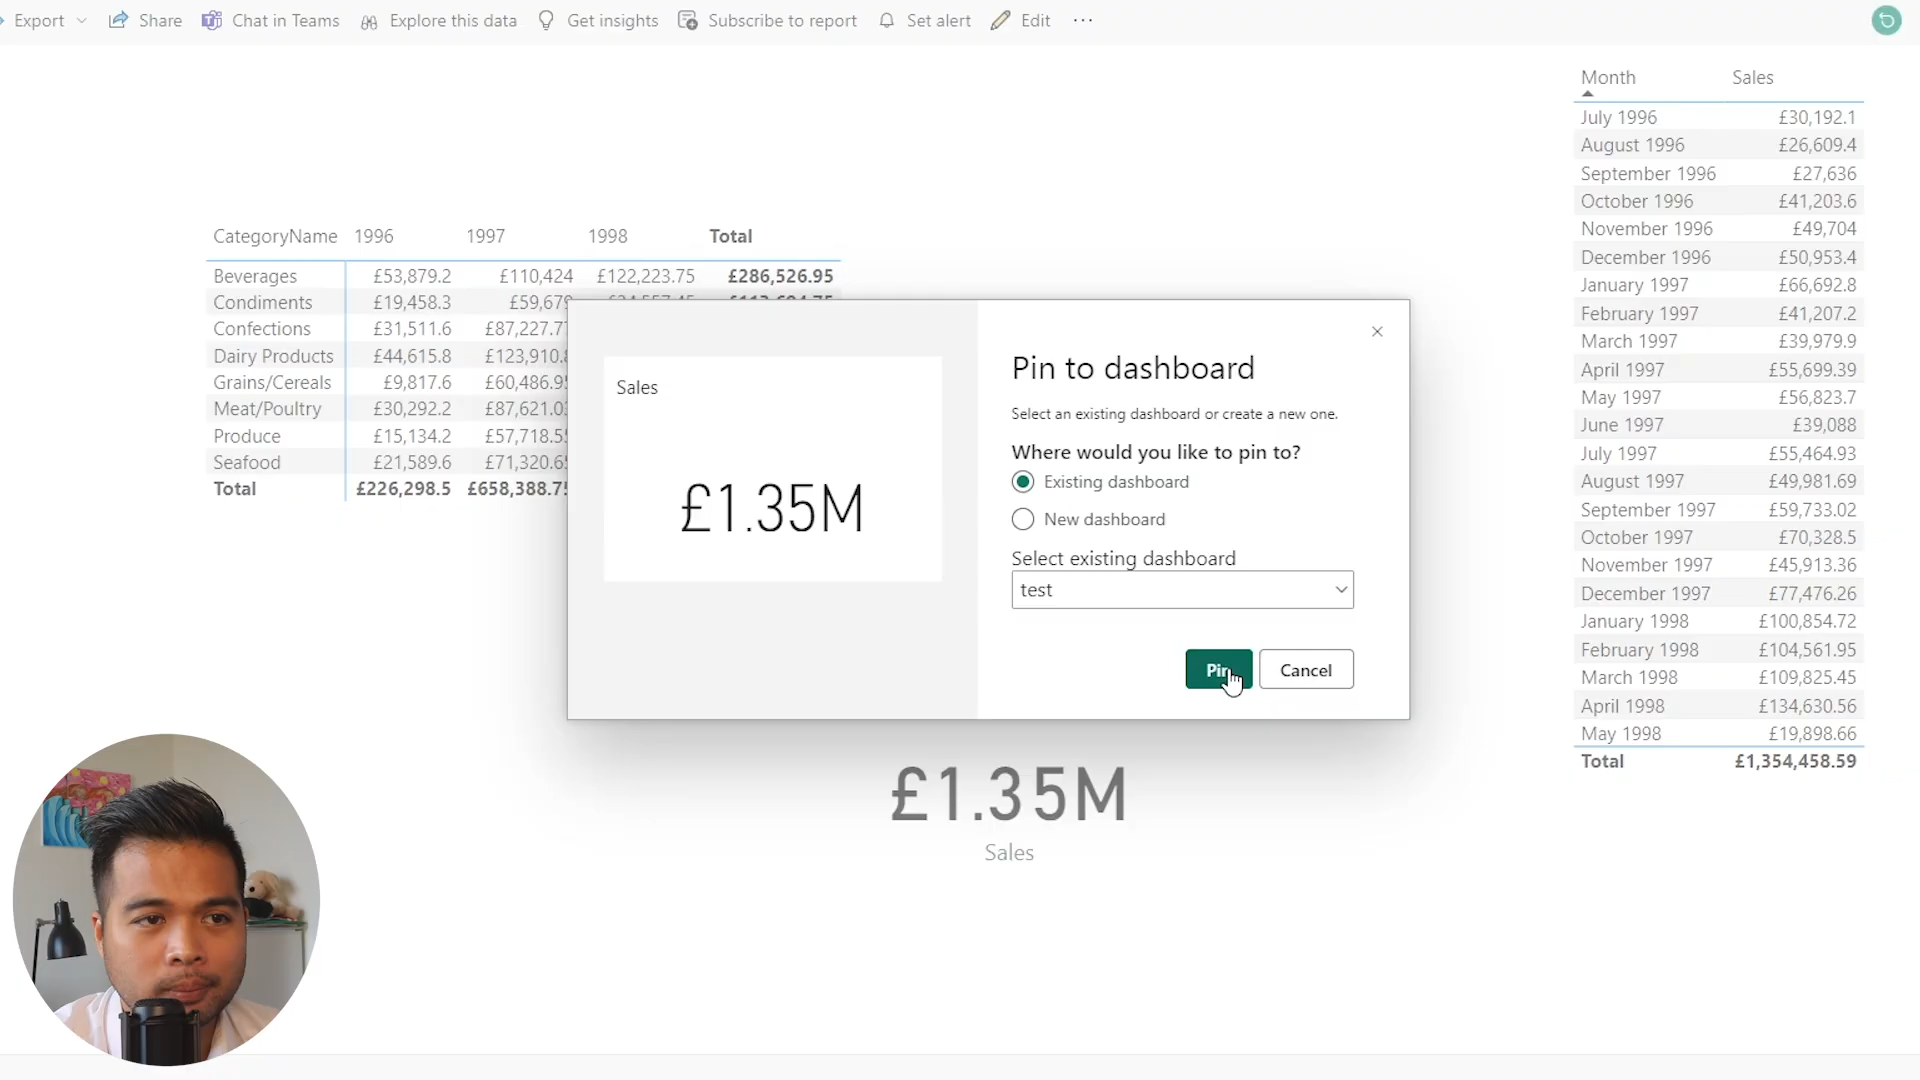 Export Share Chat in Teams Explore this data Get insights Subscribe to report Set alert Edit ...
CategoryName 1996 1997 1998 Total
Beverages £53,879.2 £110,424 £122,223.75 £286,526.95
Condiments £19,458.3
Confections £31,511.6
Dairy Products £44,615.8
Grains/Cereals £9,817.6
Meat/Poultry £30,292.2
Produce £15,134.2
Seafood £21,589.6
Total £226,298.5
Sales
£1.35M
Pin to dashboard
Select an existing dashboard or create a new one.
Where would you like to pin to?
Existing dashboard
New dashboard
Select existing dashboard
test
Pin Cancel
£1.35M
Sales
Month Sales
July 1996 £30,192.1
August 1996 £26,609.4
September 1996 £27,636
October 1996 £41,203.6
November 1996 £49,704
December 1996 £50,953.4
January 1997 £66,692.8
February 1997 £41,207.2
March 1997 £39,979.9
April 1997 £55,699.39
May 1997 £56,823.7
June 1997 £39,088
July 1997 £55,464.93
August 1997 £49,981.69
September 1997 £59,733.02
October 1997 £70,328.5
November 1997 £45,913.36
December 1997 £77,476.26
January 1998 £100,854.72
February 1998 £104,561.95
March 1998 £109,825.45
April 1998 £134,630.56
May 1998 £19,898.66
Total £1,354,458.59